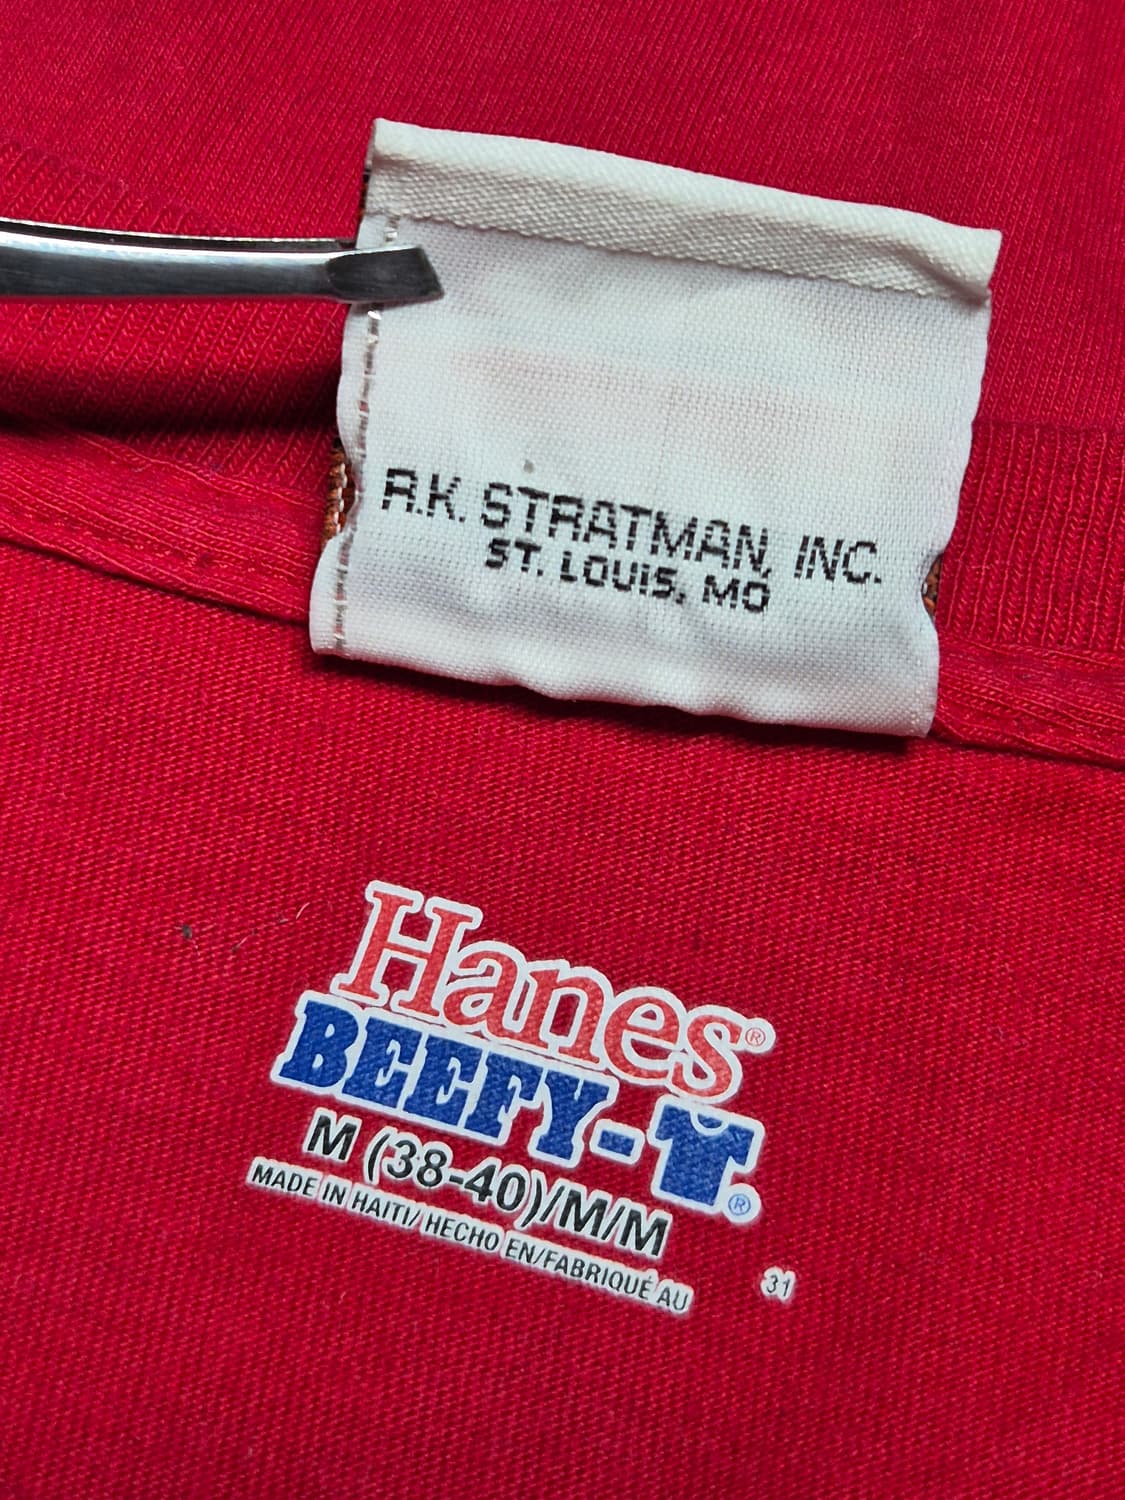 R.K. STRATMAN, INC.
ST. LOUIS, MO
Hanes®
BEEFY-T®
M (38-40)/M/M
MADE IN HAITI/ HECHO EN/FABRIQUÉ AU
31